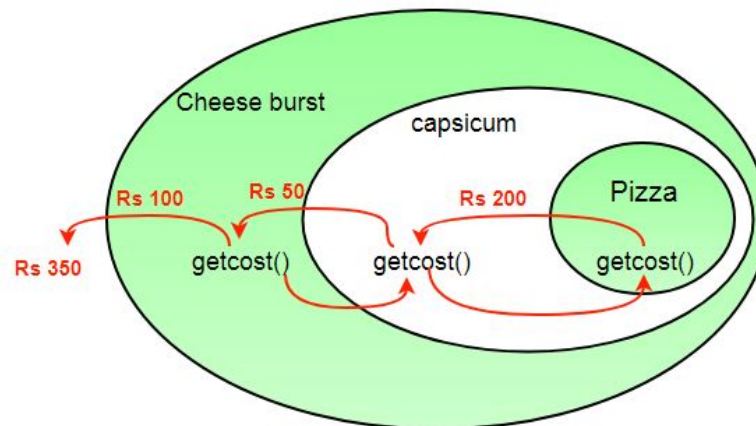 Cheese burst
capsicum
Pizza
Rs 100
Rs 50
Rs 200
Rs 350
getcost()
getcost()
getcost()